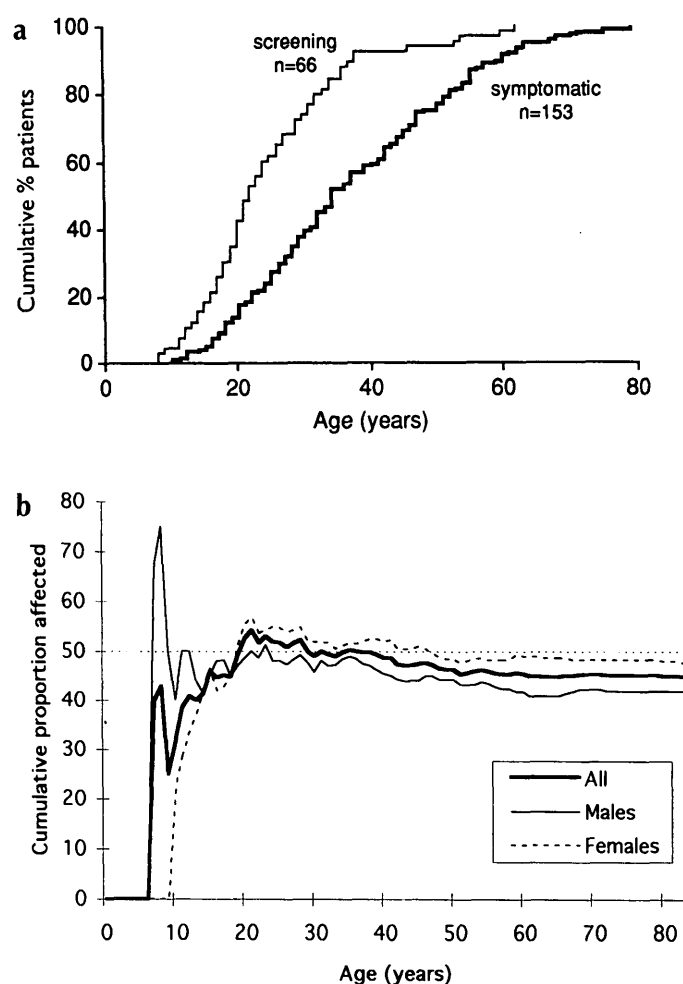 a
100
80
60
40
20
0
Cumulative % patients
screening
n=66
symptomatic
n=153
0 20 40 60 80
Age (years)
b
80
70
60
50
40
30
20
10
0
Cumulative proportion affected
All
Males
Females
0 10 20 30 40 50 60 70 80
Age (years)